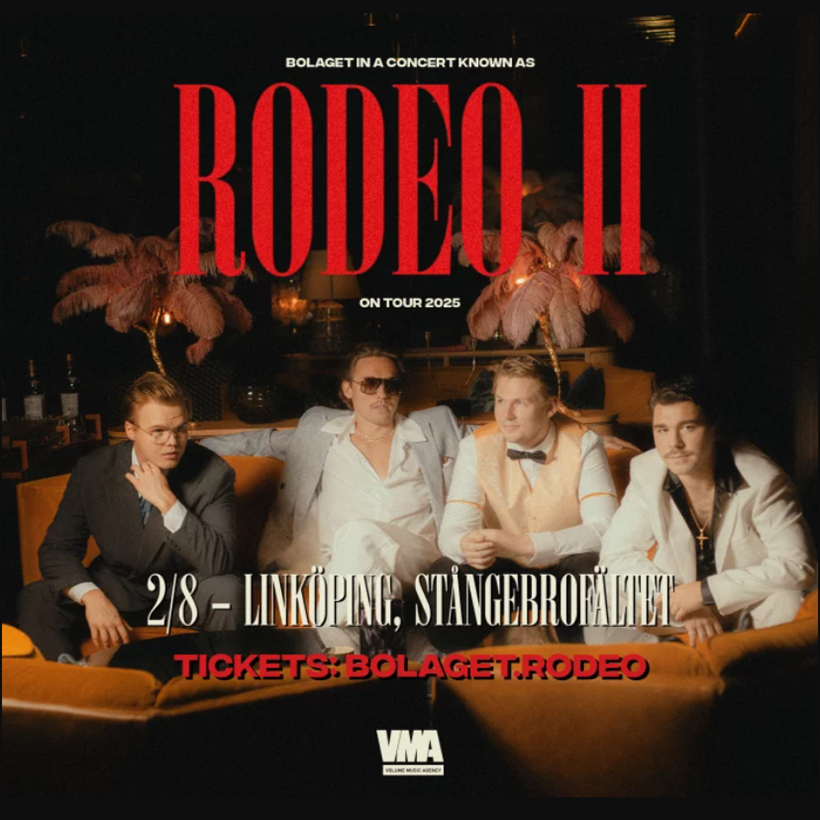 BOLAGET IN A CONCERT KNOWN AS
RODEO II
ON TOUR 2025
2/8 – LINKÖPING, STÅNGEBROFÄLTET
TICKETS: BOLAGET.RODEO
VMA
VOLUME MUSIC AGENCY